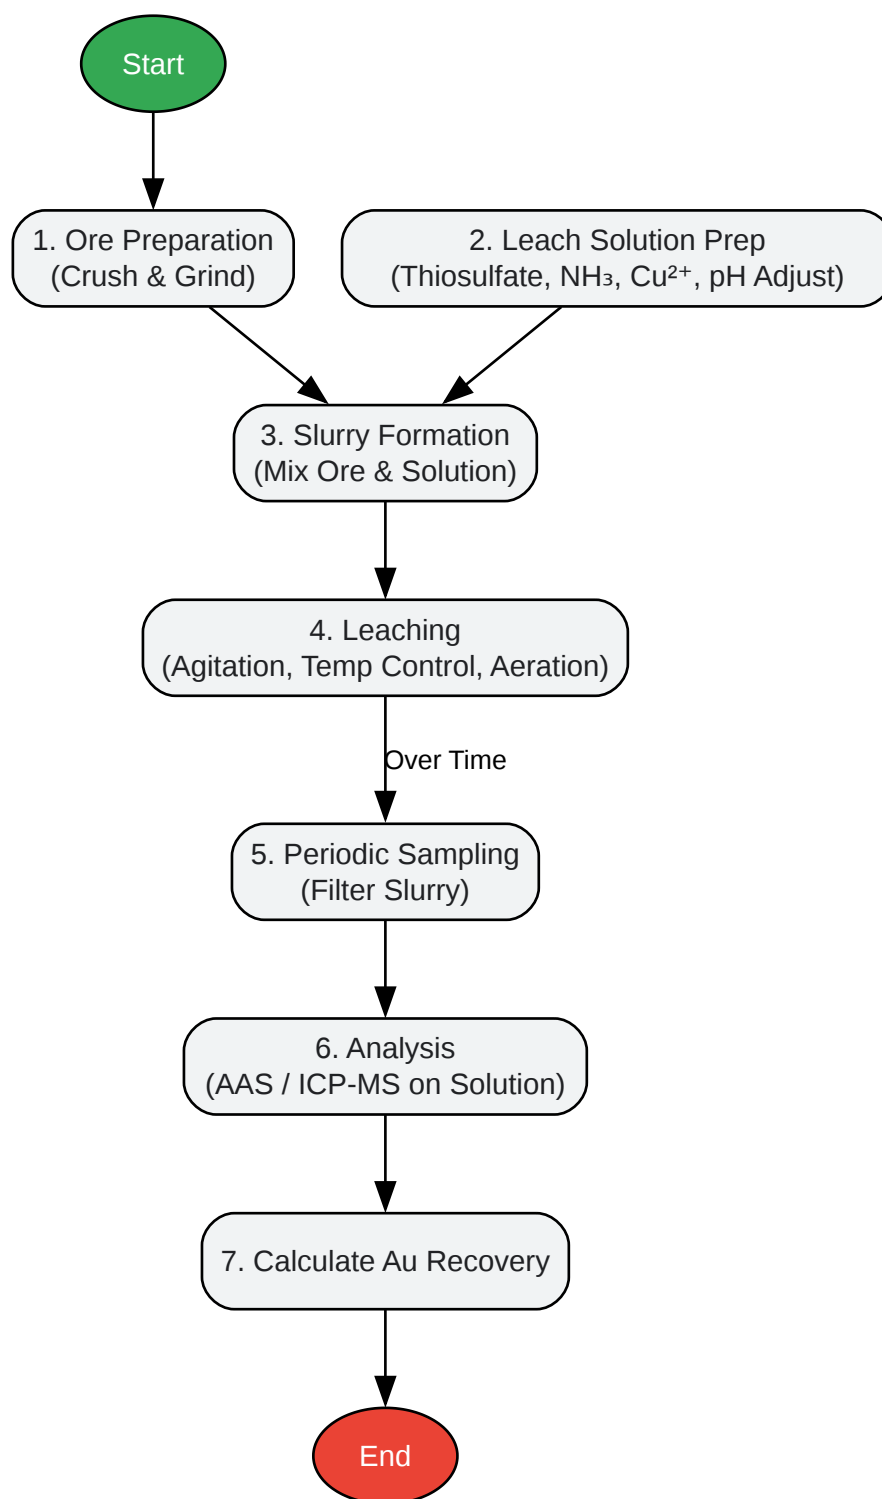 Start
1. Ore Preparation
(Crush & Grind)
2. Leach Solution Prep
(Thiosulfate, NH₃, Cu²⁺, pH Adjust)
3. Slurry Formation
(Mix Ore & Solution)
4. Leaching
(Agitation, Temp Control, Aeration)
Over Time
5. Periodic Sampling
(Filter Slurry)
6. Analysis
(AAS / ICP-MS on Solution)
7. Calculate Au Recovery
End